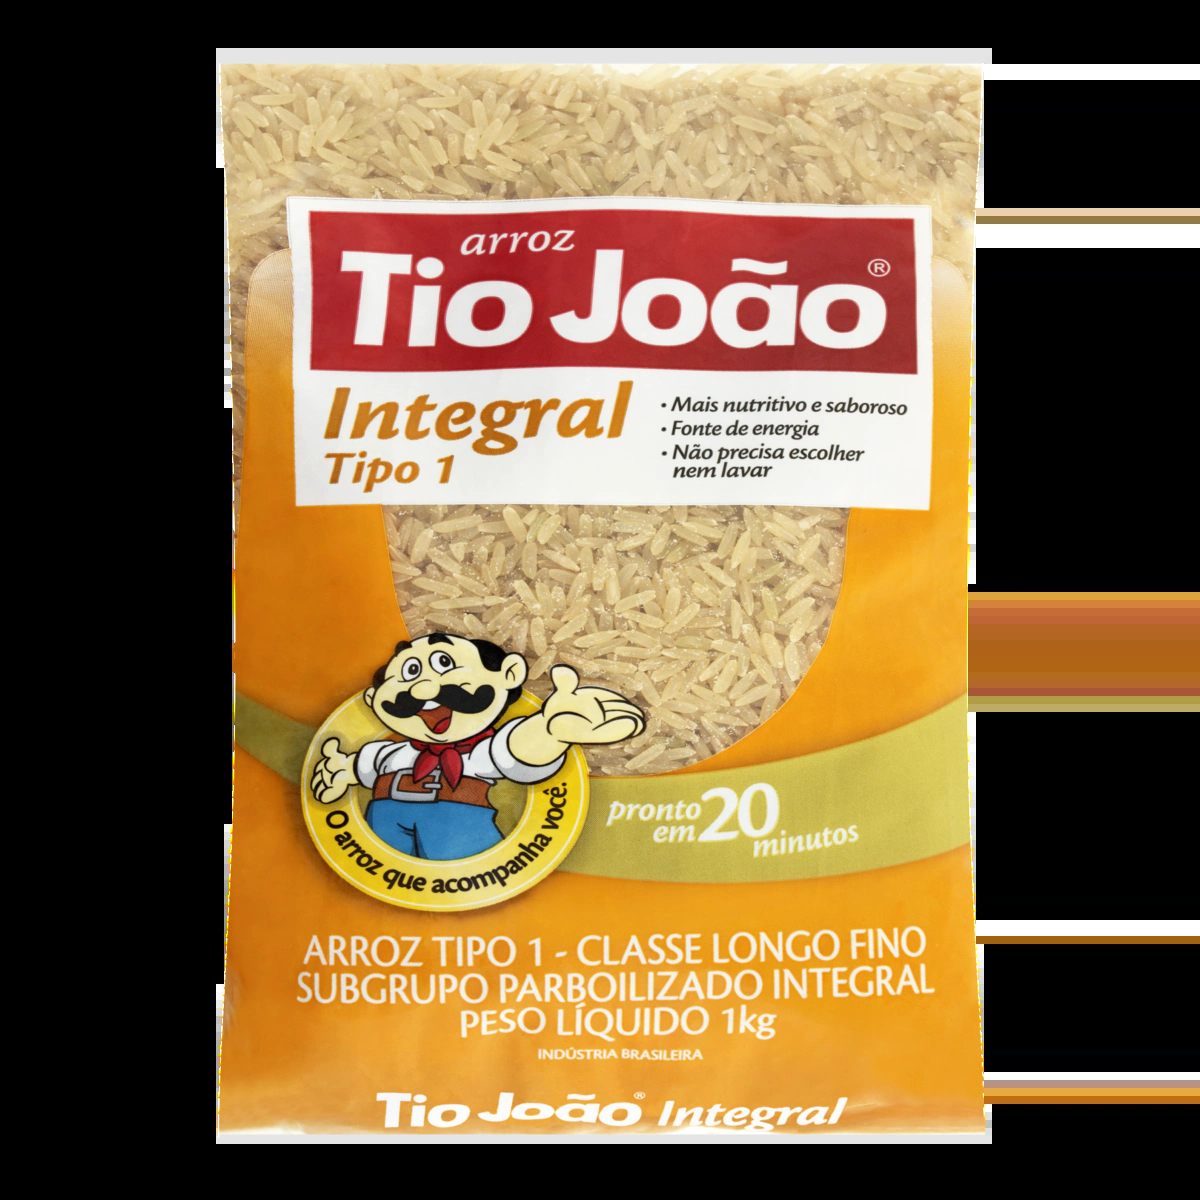 arroz
Tio João®
Integral
Tipo 1
• Mais nutritivo e saboroso
• Fonte de energia
• Não precisa escolher
nem lavar
O arroz que acompanha você.
pronto
em 20
minutos
ARROZ TIPO 1 - CLASSE LONGO FINO
SUBGRUPO PARBOILIZADO INTEGRAL
PESO LÍQUIDO 1kg
INDÚSTRIA BRASILEIRA
Tio João® Integral